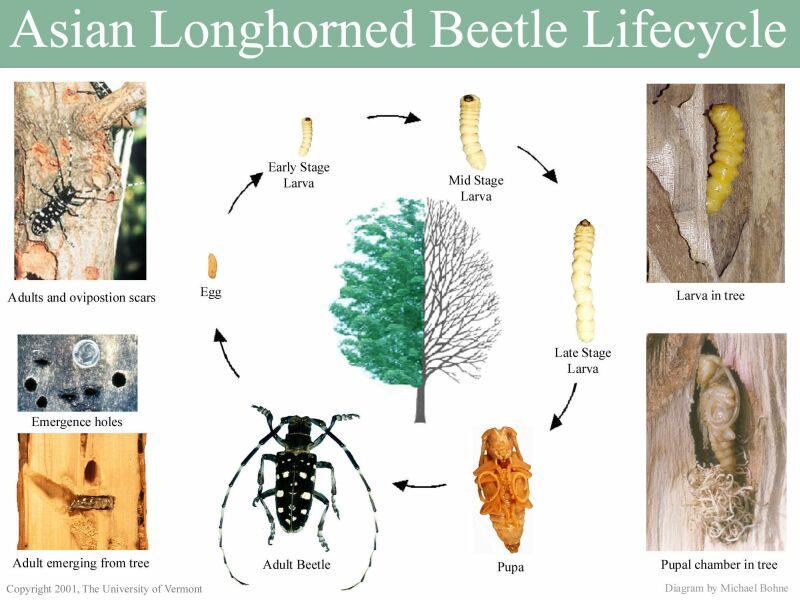 Asian Longhorned Beetle Lifecycle
Early Stage
Larva
Mid Stage
Larva
Egg
Adults and ovipostion scars
Larva in tree
Late Stage
Larva
Emergence holes
Adult emerging from tree
Adult Beetle
Pupa
Pupal chamber in tree
Copyright 2001, The University of Vermont
Diagram by Michael Bohne